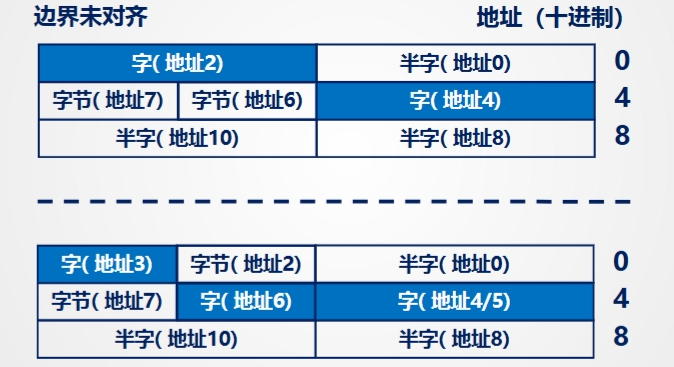 边界未对齐 地址（十进制）
字( 地址2) 半字( 地址0) 0
字节( 地址7) 字节( 地址6) 字( 地址4) 4
半字( 地址10) 半字( 地址8) 8
字( 地址3) 字节( 地址2) 半字( 地址0) 0
字节( 地址7) 字( 地址6) 字( 地址4/5) 4
半字( 地址10) 半字( 地址8) 8